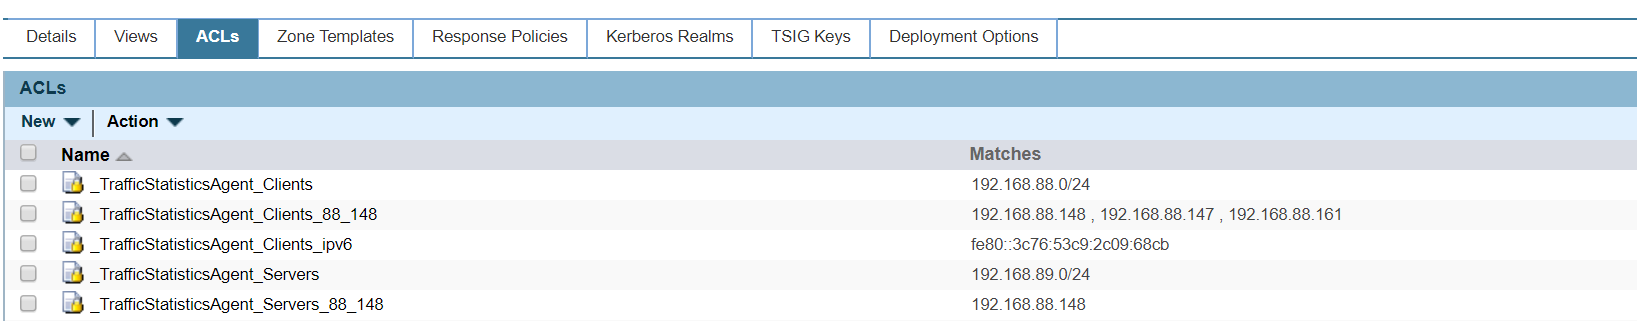 Details Views ACLs Zone Templates Response Policies Kerberos Realms TSIG Keys Deployment Options
ACLs
New Action
Name Matches
_TrafficStatisticsAgent_Clients 192.168.88.0/24
_TrafficStatisticsAgent_Clients_88_148 192.168.88.148 , 192.168.88.147 , 192.168.88.161
_TrafficStatisticsAgent_Clients_ipv6 fe80::3c76:53c9:2c09:68cb
_TrafficStatisticsAgent_Servers 192.168.89.0/24
_TrafficStatisticsAgent_Servers_88_148 192.168.88.148